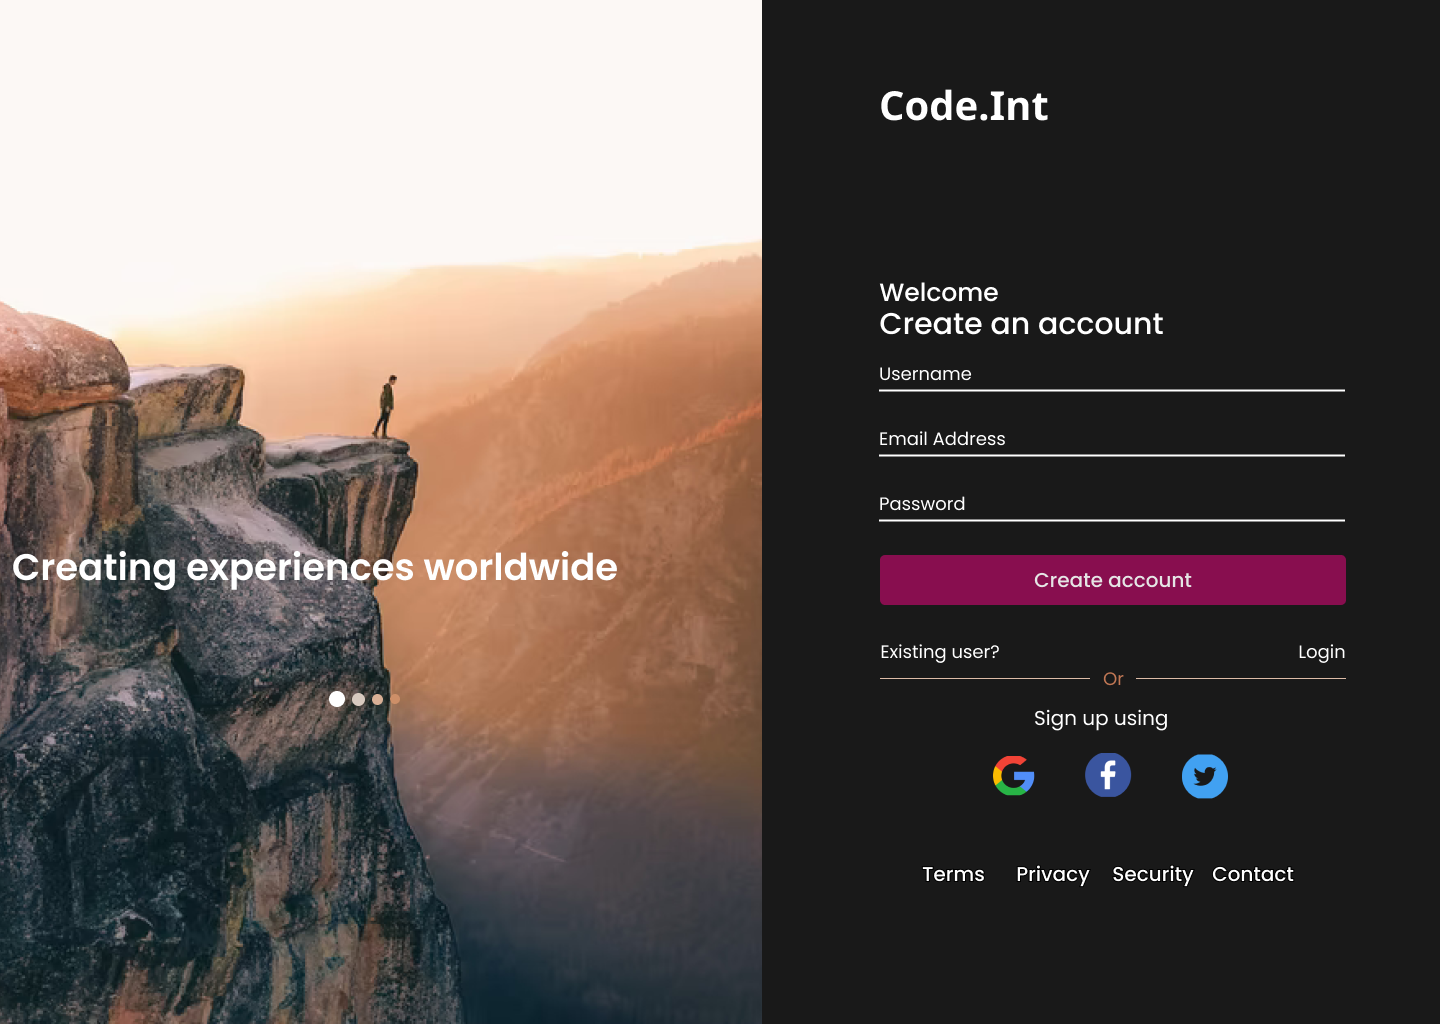 Creating experiences worldwide
Code.Int
Welcome
Create an account
Username
Email Address
Password
Create account
Existing user? Login
Or
Sign up using
Terms Privacy Security Contact